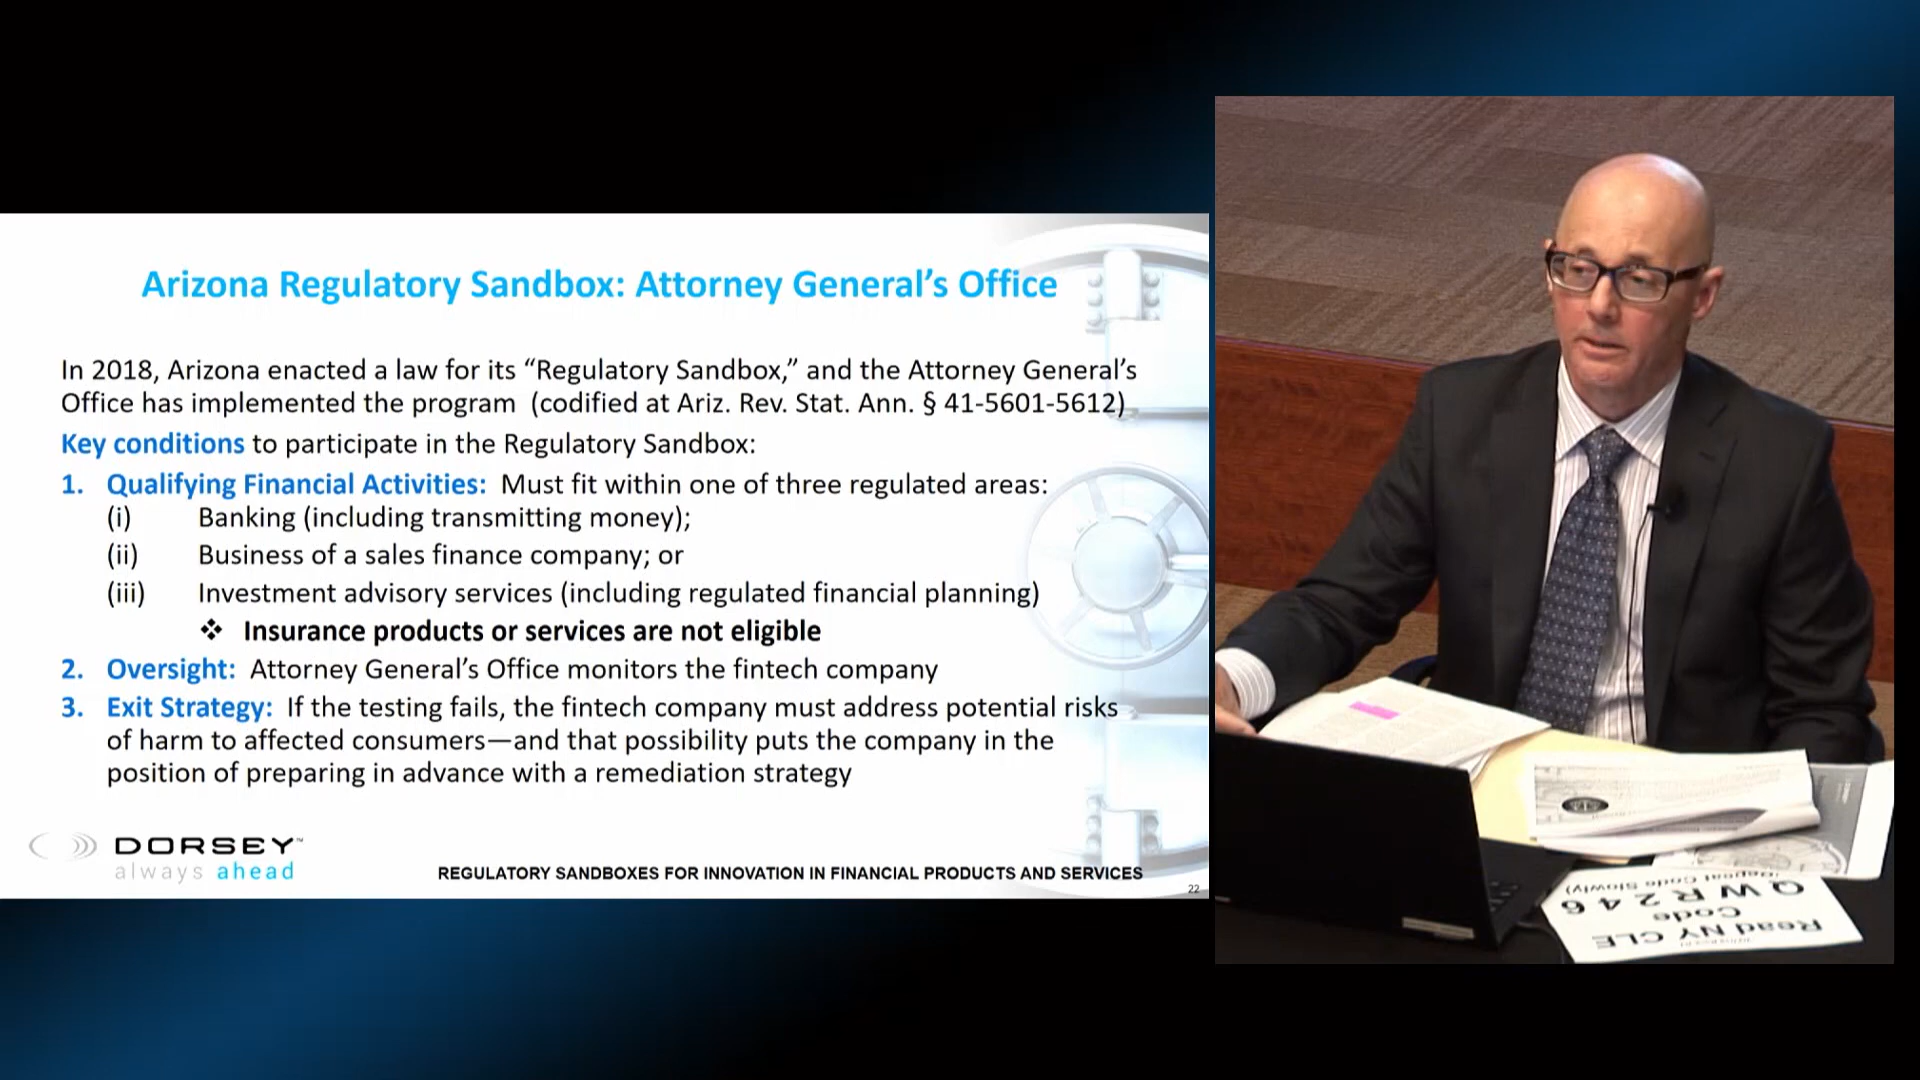 Arizona Regulatory Sandbox: Attorney General's Office
In 2018, Arizona enacted a law for its “Regulatory Sandbox,” and the Attorney General's
Office has implemented the program (codified at Ariz. Rev. Stat. Ann. § 41-5601-5612)
Key conditions to participate in the Regulatory Sandbox:
1. Qualifying Financial Activities: Must fit within one of three regulated areas:
(i) Banking (including transmitting money);
(ii) Business of a sales finance company; or
(iii) Investment advisory services (including regulated financial planning)
❖ Insurance products or services are not eligible
2. Oversight: Attorney General's Office monitors the fintech company
3. Exit Strategy: If the testing fails, the fintech company must address potential risks
of harm to affected consumers—and that possibility puts the company in the
position of preparing in advance with a remediation strategy
DORSEY™
always ahead
REGULATORY SANDBOXES FOR INNOVATION IN FINANCIAL PRODUCTS AND SERVICES
22
Read NY CLE
Code
QWR246
(Repeat Code Slowly)